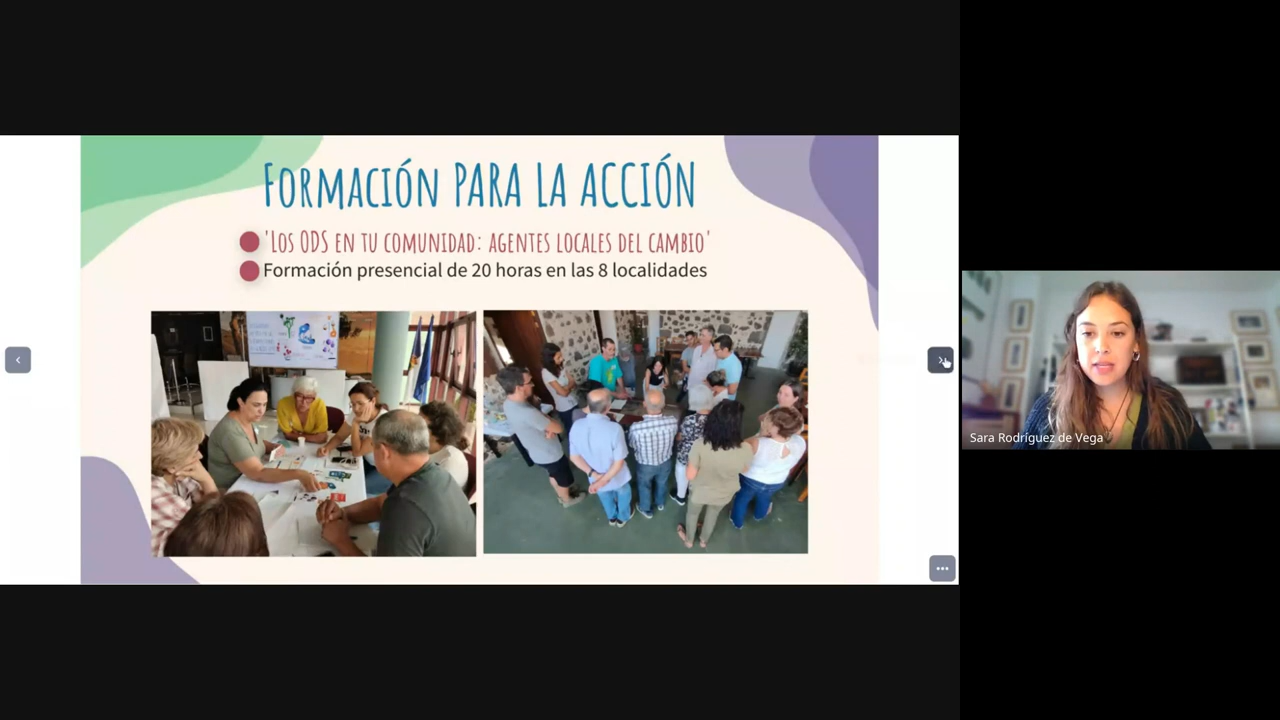 Formación PARA LA ACCIÓN
'Los ODS en tu comunidad: agentes locales del cambio'
Formación presencial de 20 horas en las 8 localidades
Sara Rodríguez de Vega